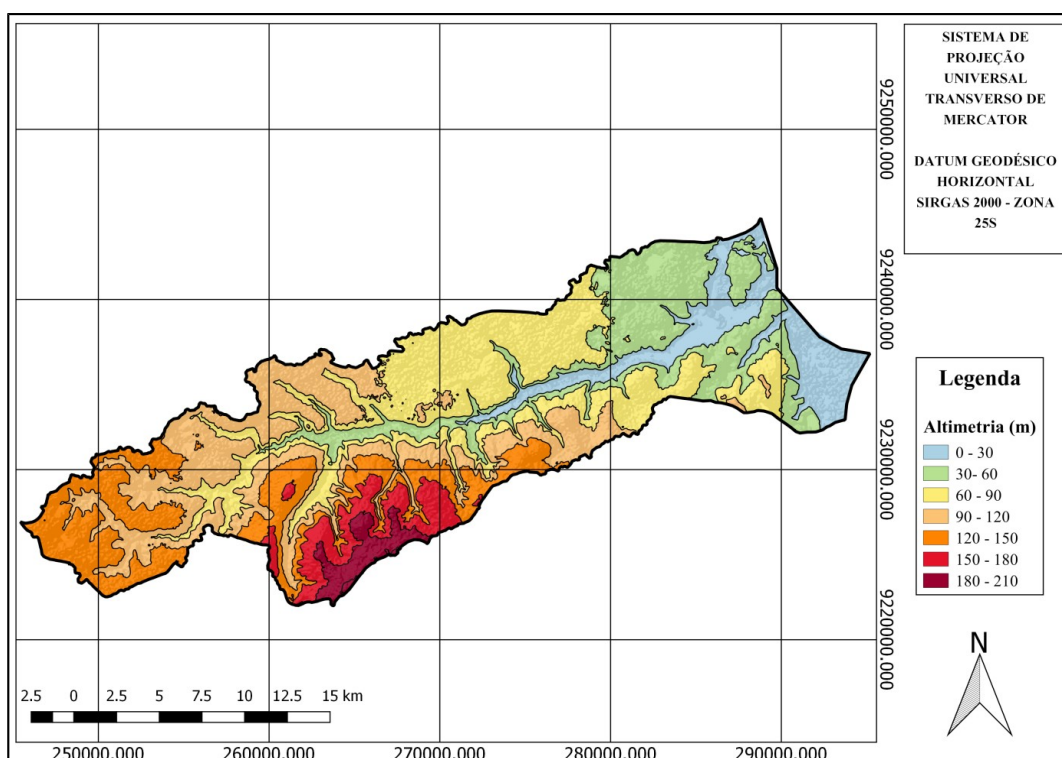 SISTEMA DE
PROJEÇÃO
UNIVERSAL
TRANSVERSO DE
MERCATOR
DATUM GEODÉSICO
HORIZONTAL
SIRGAS 2000 - ZONA
25S
9250000.000
9240000.000
9230000.000
9220000.000
Legenda
Altimetria (m)
0 - 30
30- 60
60 - 90
90 - 120
120 - 150
150 - 180
180 - 210
N
2.5 0 2.5 5 7.5 10 12.5 15 km
250000.000 260000.000 270000.000 280000.000 290000.000